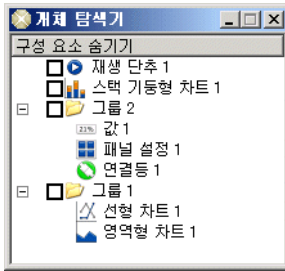 개체 탐색기
구성 요소 숨기기
재생 단추 1
스택 기둥형 차트 1
그룹 2
21% 값 1
패널 설정 1
연결등 1
그룹 1
선형 차트 1
영역형 차트 1